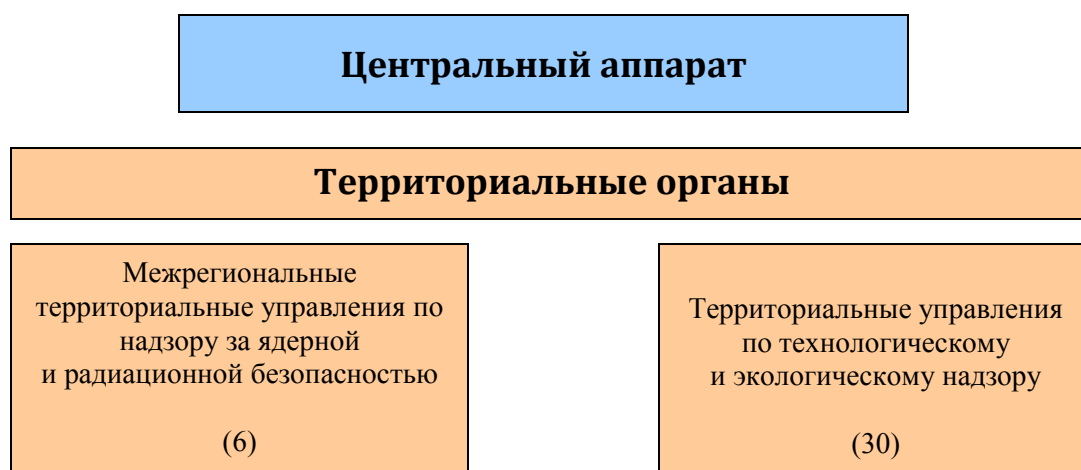 Центральный аппарат
Территориальные органы
Межрегиональные
территориальные управления по
надзору за ядерной
и радиационной безопасностью
(6)
Территориальные управления
по технологическому
и экологическому надзору
(30)